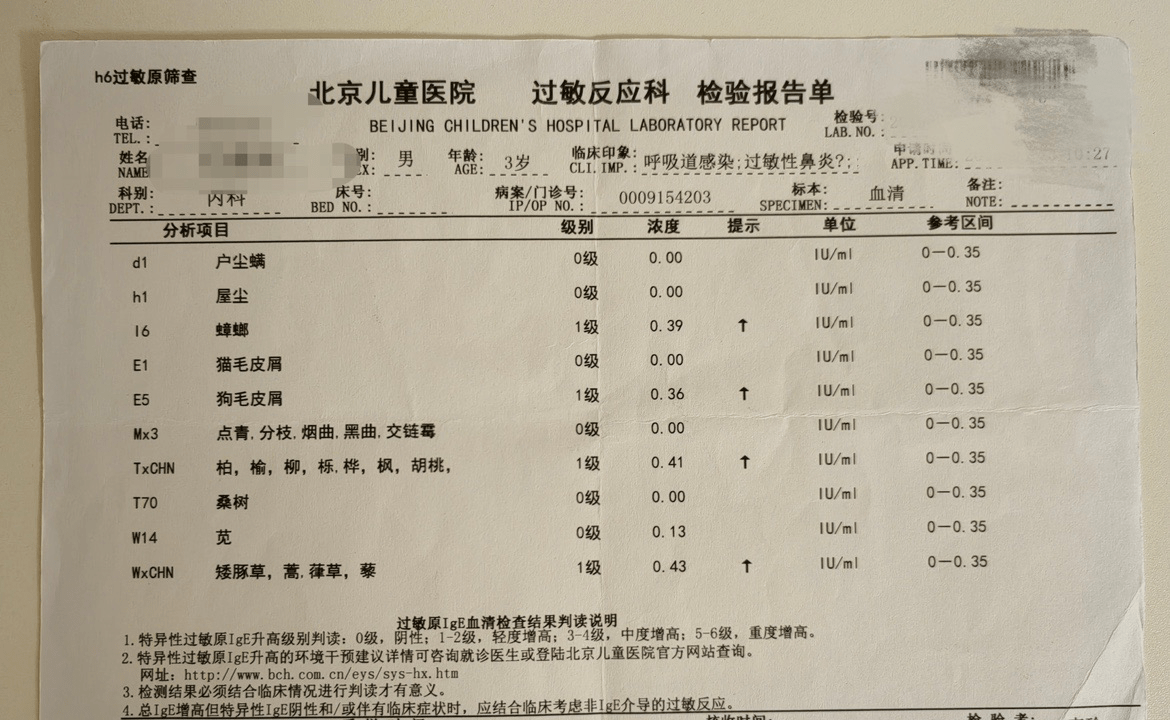 h6过敏原筛查
北京儿童医院 过敏反应科 检验报告单
BEIJING CHILDREN'S HOSPITAL LABORATORY REPORT
电话: 检验号:
TEL.: LAB.NO.:
姓名 别: 男 年龄: 3岁 临床印象: 呼吸道感染;过敏性鼻炎?; 申请时间
NAME EX: AGE: CLI.IMP.: APP.TIME: 10:27
科别: 内科 床号: 病案/门诊号: 0009154203 标本: 血清 备注:
DEPT.: BED NO.: IP/OP NO.: SPECIMEN: NOTE:
分析项目 级别 浓度 提示 单位 参考区间
d1 户尘螨 0级 0.00 IU/ml 0—0.35
h1 屋尘 0级 0.00 IU/ml 0—0.35
I6 蟑螂 1级 0.39 ↑ IU/ml 0—0.35
E1 猫毛皮屑 0级 0.00 IU/ml 0—0.35
E5 狗毛皮屑 1级 0.36 ↑ IU/ml 0—0.35
Mx3 点青,分枝,烟曲,黑曲,交链霉 0级 0.00 IU/ml 0—0.35
TxCHN 柏, 榆, 柳, 栎,桦, 枫, 胡桃, 1级 0.41 ↑ IU/ml 0—0.35
T70 桑树 0级 0.00 IU/ml 0—0.35
W14 苋 0级 0.13 IU/ml 0—0.35
WxCHN 矮豚草, 蒿,葎草, 藜 1级 0.43 ↑ IU/ml 0—0.35
过敏原IgE血清检查结果判读说明
1.特异性过敏原IgE升高级别判读: 0级, 阴性; 1-2级, 轻度增高; 3-4级, 中度增高; 5-6级, 重度增高。
2.特异性过敏原IgE升高的环境干预建议详情可咨询就诊医生或登陆北京儿童医院官方网站查询。
网址: http://www.bch.com.cn/eys/sys-hx.htm
3.检测结果必须结合临床情况进行判读才有意义。
4.总IgE增高但特异性IgE阴性和/或伴有临床症状时, 应结合临床考虑非IgE介导的过敏反应。
接收时间: 检 验 者: